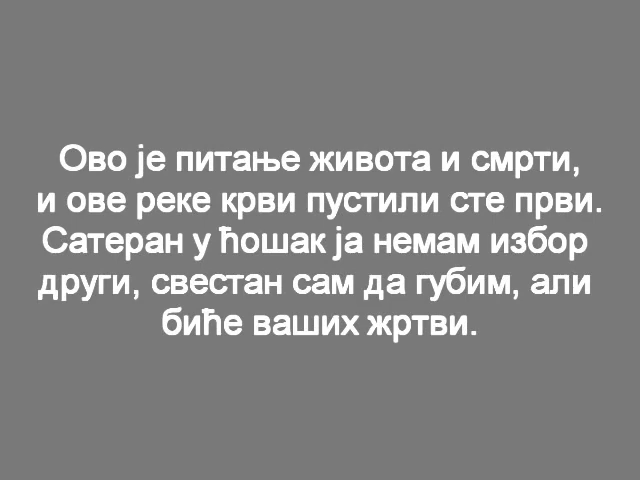 Ово је питање живота и смрти,
и ове реке крви пустили сте први.
Сатеран у ћошак ја немам избор
други, свестан сам да губим, али
биће ваших жртви.